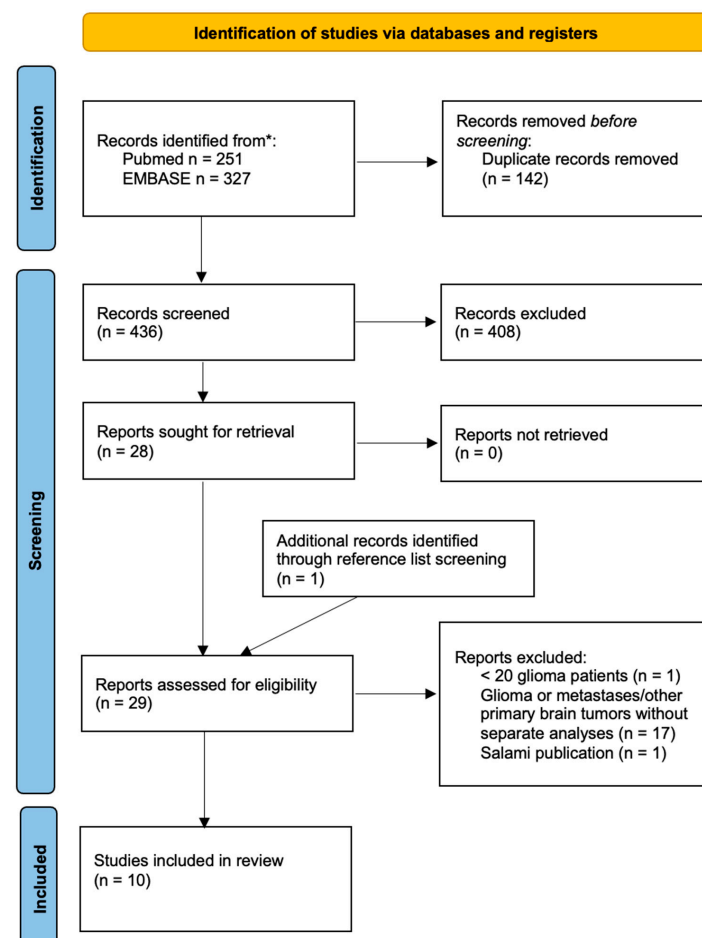 Identification of studies via databases and registers
Identification
Records identified from*:
Pubmed n = 251
EMBASE n = 327
Records removed before
screening:
Duplicate records removed
(n = 142)
Screening
Records screened
(n = 436)
Records excluded
(n = 408)
Reports sought for retrieval
(n = 28)
Reports not retrieved
(n = 0)
Additional records identified
through reference list screening
(n = 1)
Reports assessed for eligibility
(n = 29)
Reports excluded:
< 20 glioma patients (n = 1)
Glioma or metastases/other
primary brain tumors without
separate analyses (n = 17)
Salami publication (n = 1)
Included
Studies included in review
(n = 10)